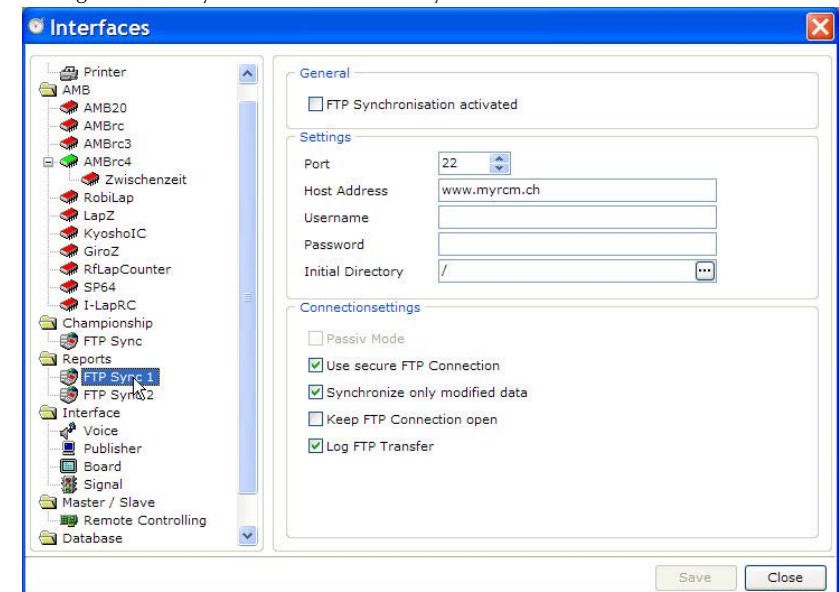 Interfaces
Printer
AMB
AMB20
AMBrc
AMBrc3
AMBrc4
Zwischenzeit
RobiLap
LapZ
KyoshoIC
GiroZ
RfLapCounter
SP64
I-LapRC
Championship
FTP Sync
Reports
FTP Sync 1
FTP Sync 2
Interface
Voice
Publisher
Board
Signal
Master / Slave
Remote Controlling
Database
General
FTP Synchronisation activated
Settings
Port 22
Host Address www.myrcm.ch
Username
Password
Initial Directory / ...
Connectionsettings
Passiv Mode
Use secure FTP Connection
Synchronize only modified data
Keep FTP Connection open
Log FTP Transfer
Save Close